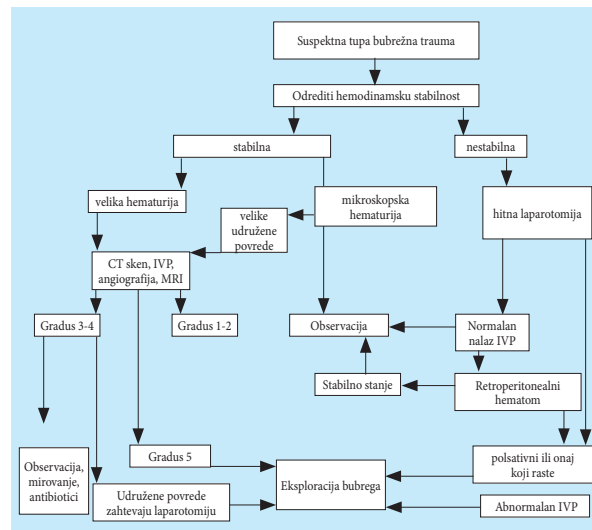 Suspektna tupa bubrežna trauma
Odrediti hemodinamsku stabilnost
stabilna
nestabilna
velika hematurija
velike
udružene
povrede
mikroskopska
hematurija
hitna laparotomija
CT sken, IVP,
angiografija, MRI
Gradus 3-4
Gradus 1-2
Observacija
Normalan
nalaz IVP
Stabilno stanje
Retroperitonealni
hematom
Observacija,
mirovanje,
antibiotici
Gradus 5
Udružene povrede
zahtevaju laparotomiju
Eksploracija bubrega
polsativni ili onaj
koji raste
Abnormalan IVP